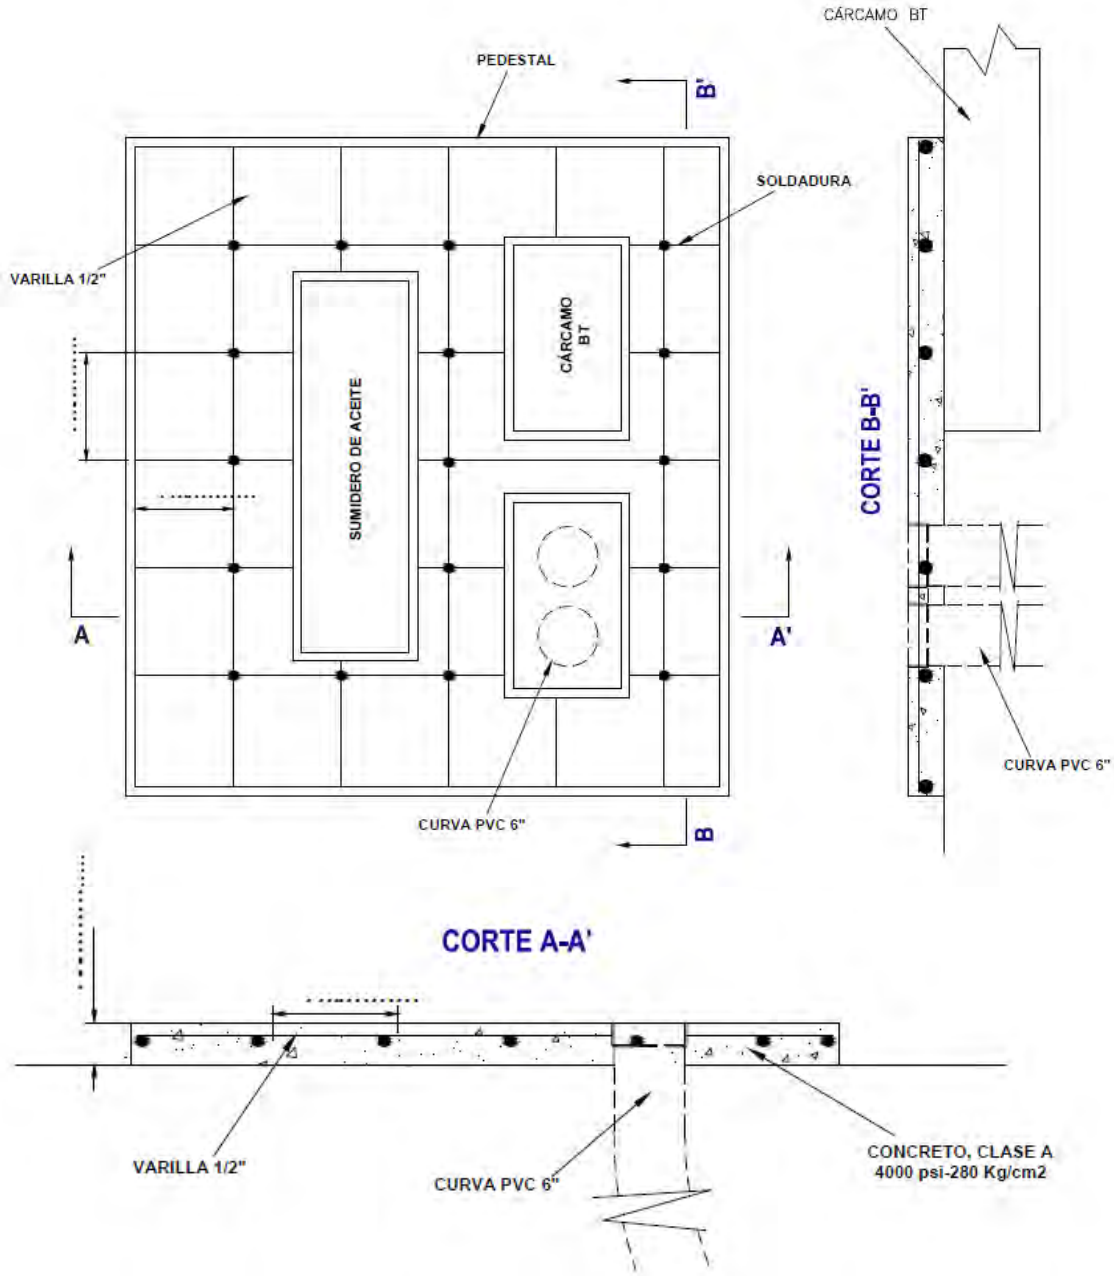 CÁRCAMO BT
PEDESTAL
B'
SOLDADURA
VARILLA 1/2"
CÁRCAMO
BT
SUMIDERO DE ACEITE
CORTE B-B'
A
A'
CURVA PVC 6"
CURVA PVC 6"
B
CORTE A-A'
VARILLA 1/2"
CURVA PVC 6"
CONCRETO, CLASE A
4000 psi-280 Kg/cm2